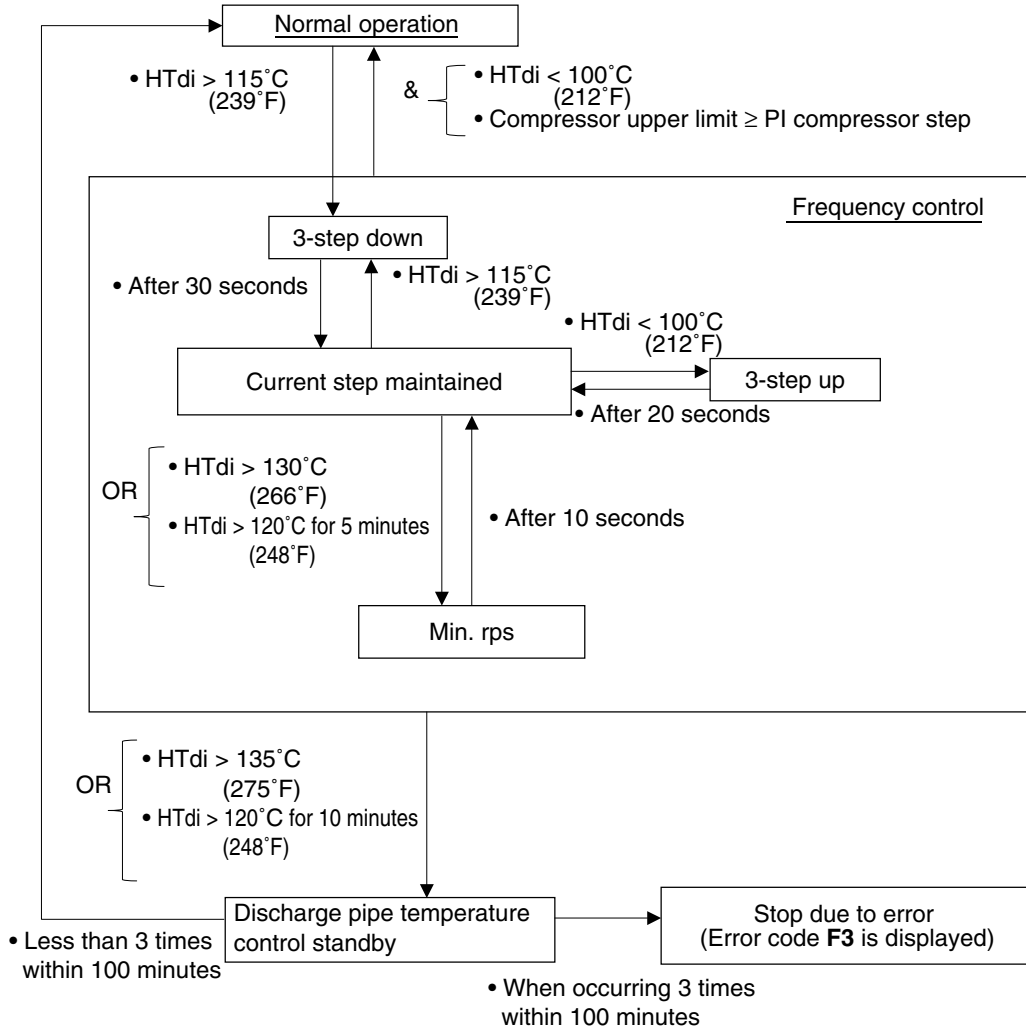 Normal operation
• HTdi > 115˚C
(239˚F)
&
• HTdi < 100˚C
(212˚F)
• Compressor upper limit ≥ PI compressor step
Frequency control
3-step down
• After 30 seconds
• HTdi > 115˚C
(239˚F)
• HTdi < 100˚C
(212˚F)
Current step maintained
3-step up
• After 20 seconds
OR
• HTdi > 130˚C
(266˚F)
• HTdi > 120˚C for 5 minutes
(248˚F)
• After 10 seconds
Min. rps
OR
• HTdi > 135˚C
(275˚F)
• HTdi > 120˚C for 10 minutes
(248˚F)
Discharge pipe temperature
control standby
Stop due to error
(Error code F3 is displayed)
• Less than 3 times
within 100 minutes
• When occurring 3 times
within 100 minutes